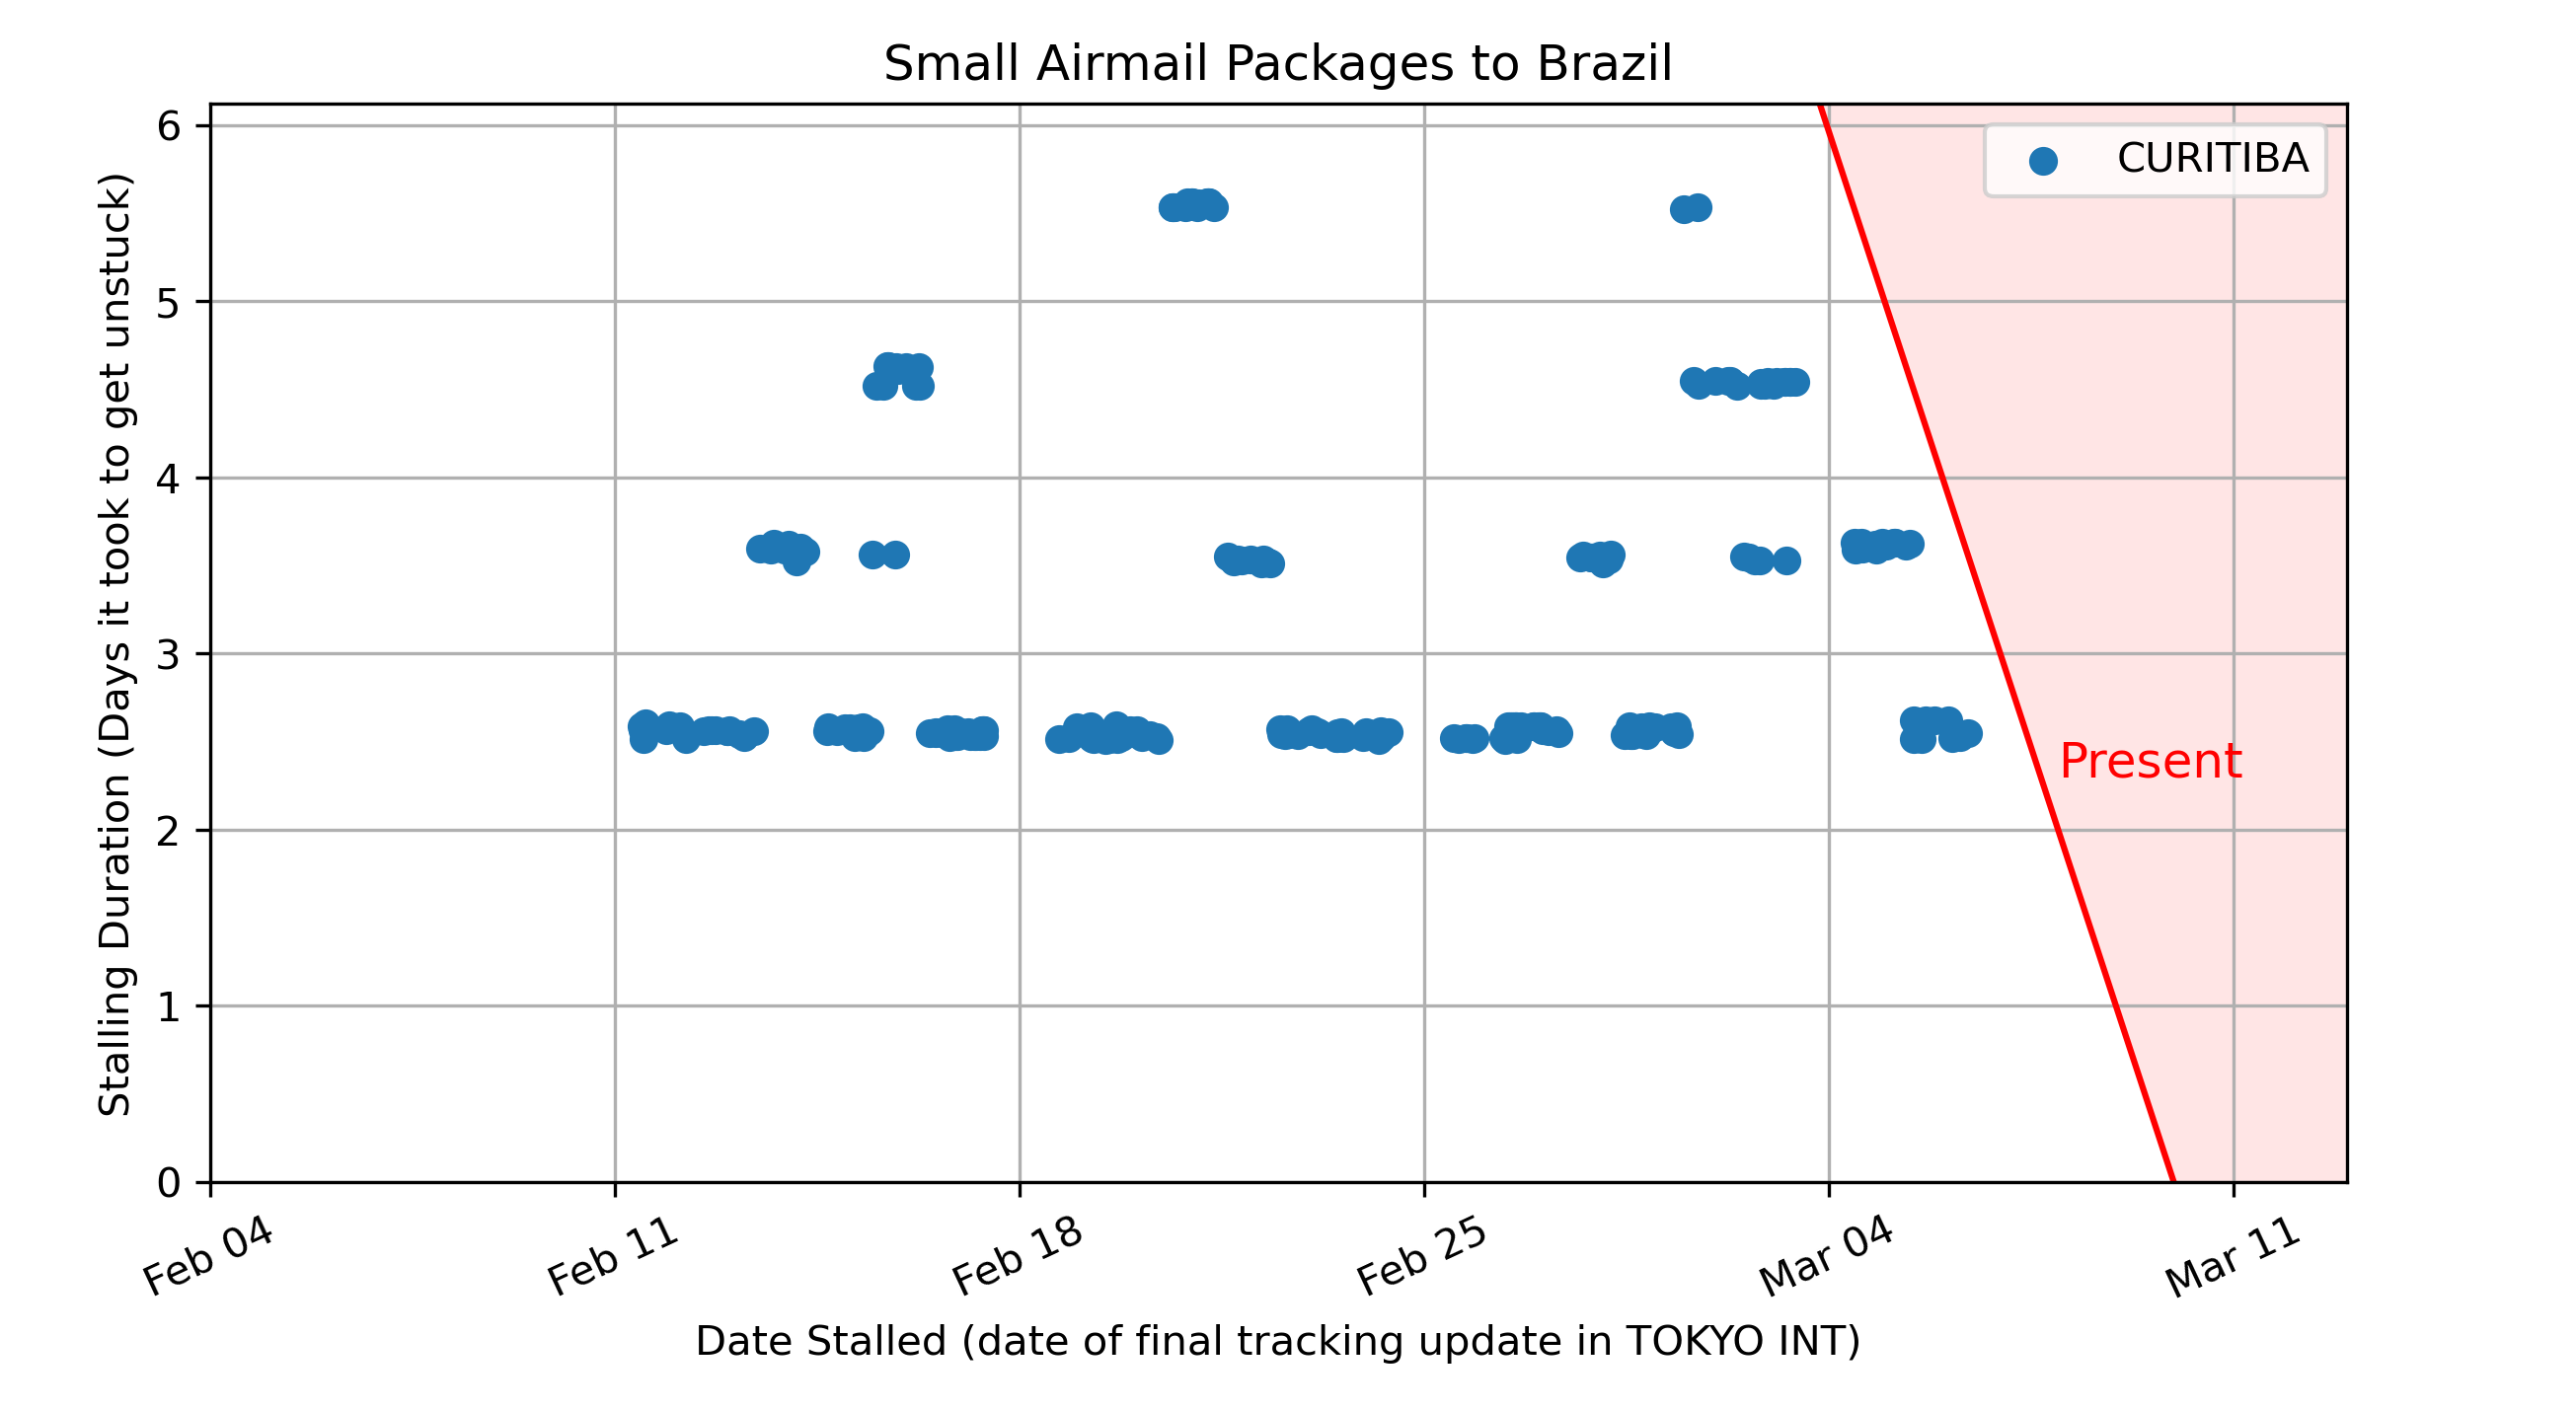 Small Airmail Packages to Brazil
CURITIBA
Present
Stalling Duration (Days it took to get unstuck)
6
5
4
3
2
1
0
Feb 04
Feb 11
Feb 18
Feb 25
Mar 04
Mar 11
Date Stalled (date of final tracking update in TOKYO INT)